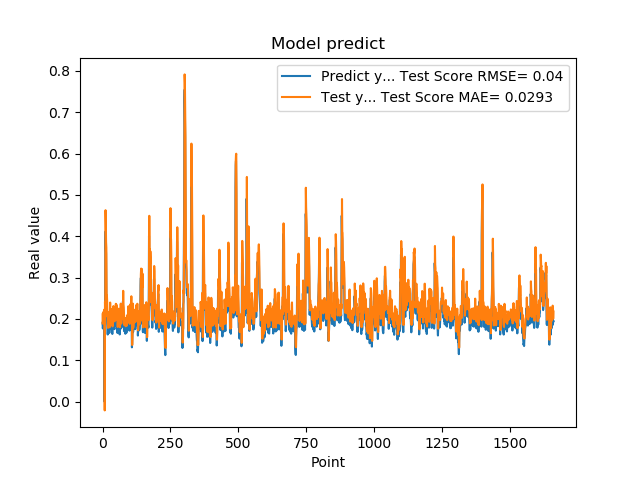 Model predict
Predict y... Test Score RMSE= 0.04
Test y... Test Score MAE= 0.0293
0.8
0.7
0.6
0.5
0.4
0.3
0.2
0.1
0.0
Real value
0 250 500 750 1000 1250 1500
Point